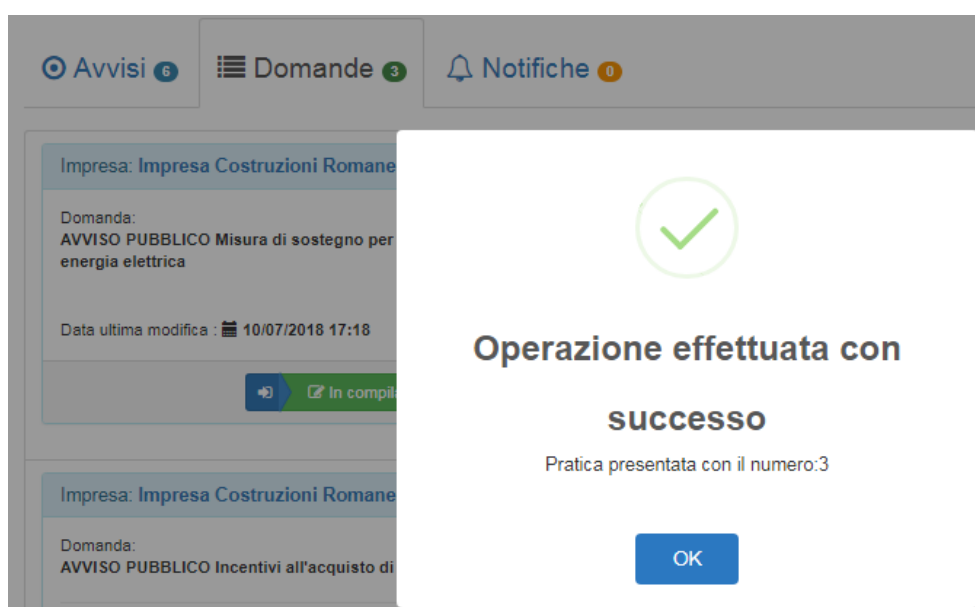 Avvisi 6
Domande 3
Notifiche 0
Impresa: Impresa Costruzioni Romane
Domanda:
AVVISO PUBBLICO Misura di sostegno per
energia elettrica
Data ultima modifica : 10/07/2018 17:18
In compil
Impresa: Impresa Costruzioni Romane
Domanda:
AVVISO PUBBLICO Incentivi all'acquisto di
Operazione effettuata con
successo
Pratica presentata con il numero:3
OK